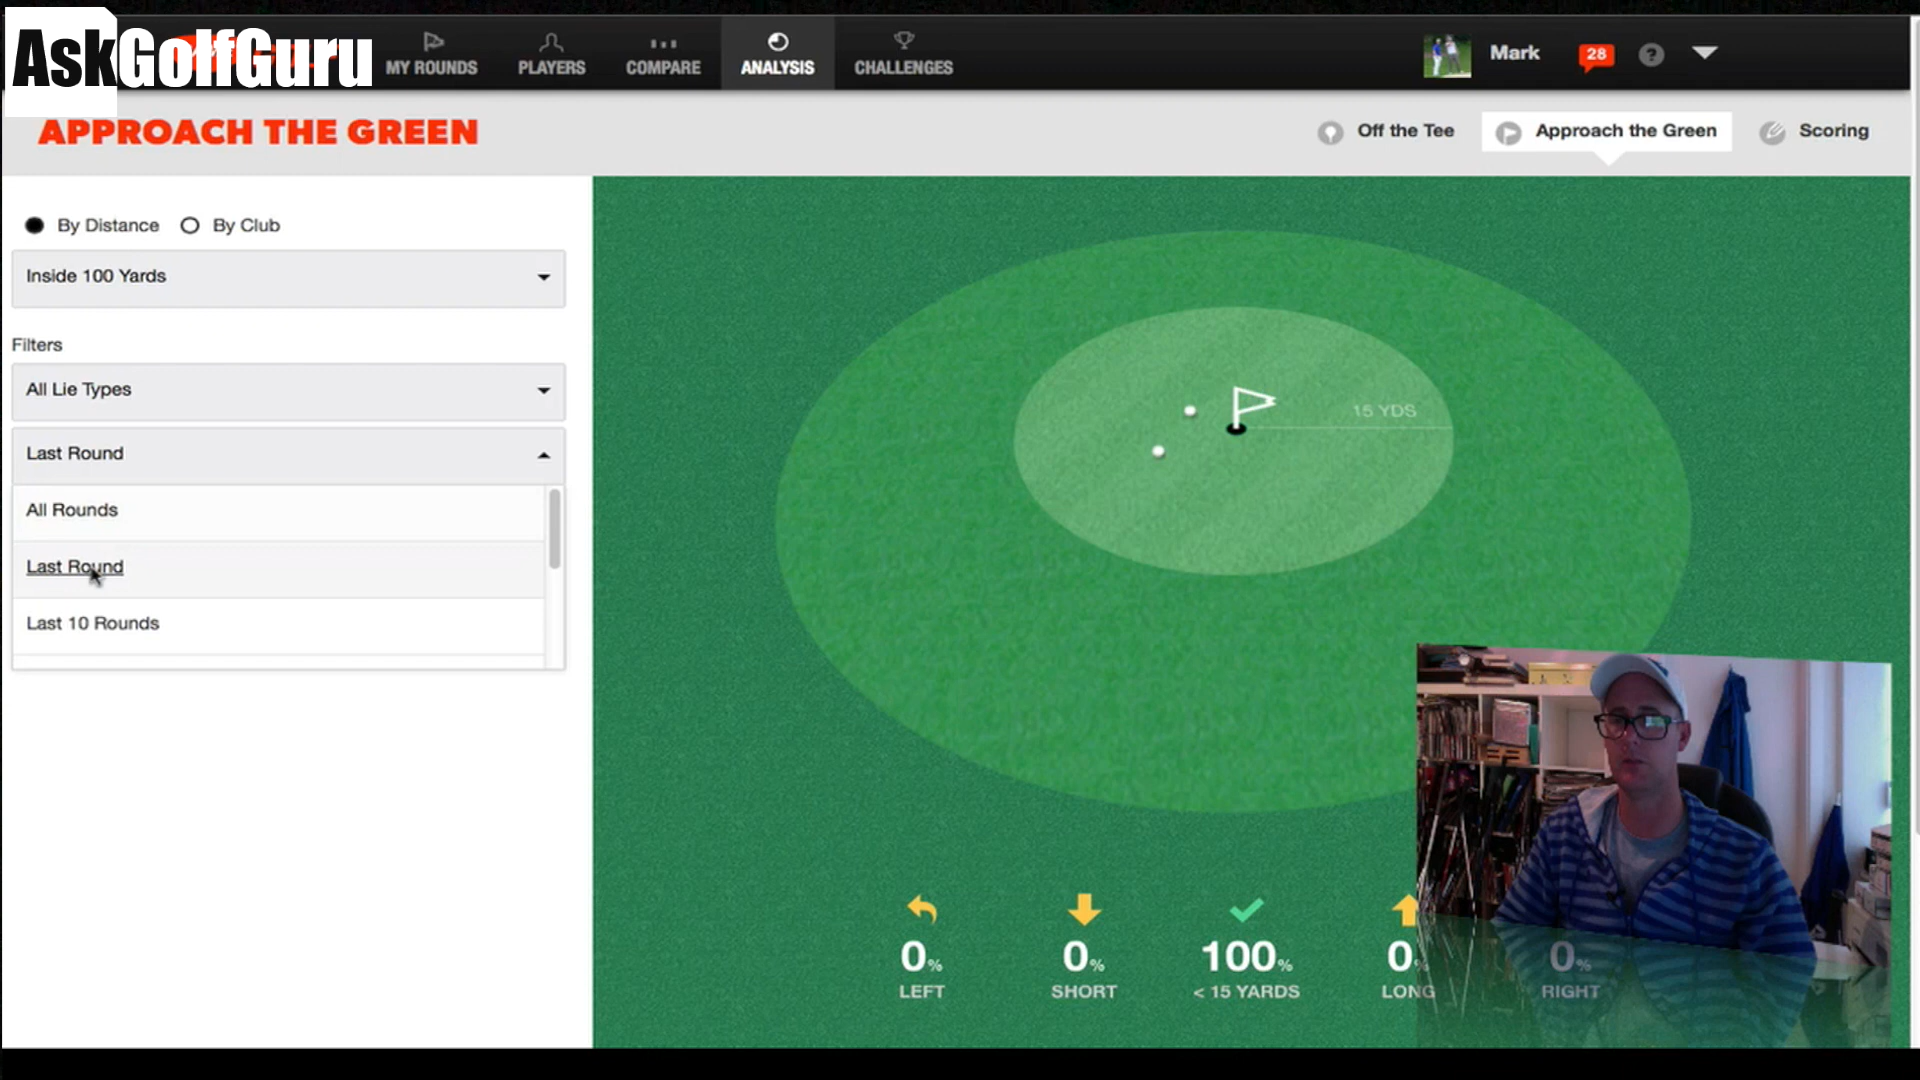 AskGolfGuru
MY ROUNDS
PLAYERS
COMPARE
ANALYSIS
CHALLENGES
Mark
28
?
APPROACH THE GREEN
Off the Tee
Approach the Green
Scoring
By Distance
By Club
Inside 100 Yards
Filters
All Lie Types
Last Round
All Rounds
Last Round
Last 10 Rounds
15 YDS
0%
LEFT
0%
SHORT
100%
< 15 YARDS
0%
LONG
0%
RIGHT